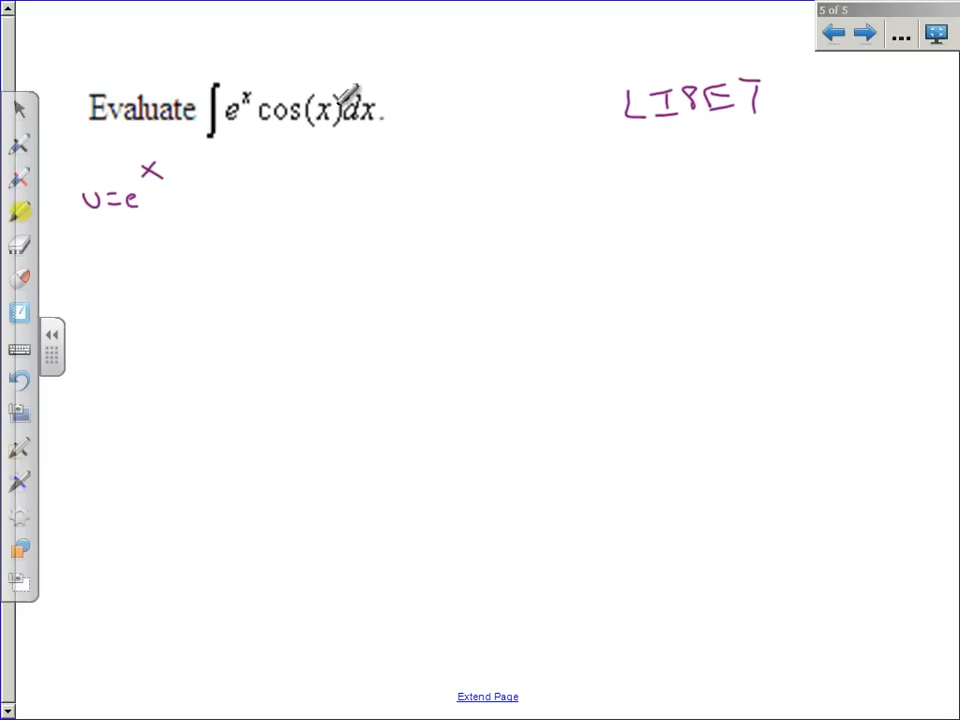 5 of 5
Evaluate ∫ e^x cos(x)dx.
LIPET
u=e^x
Extend Page